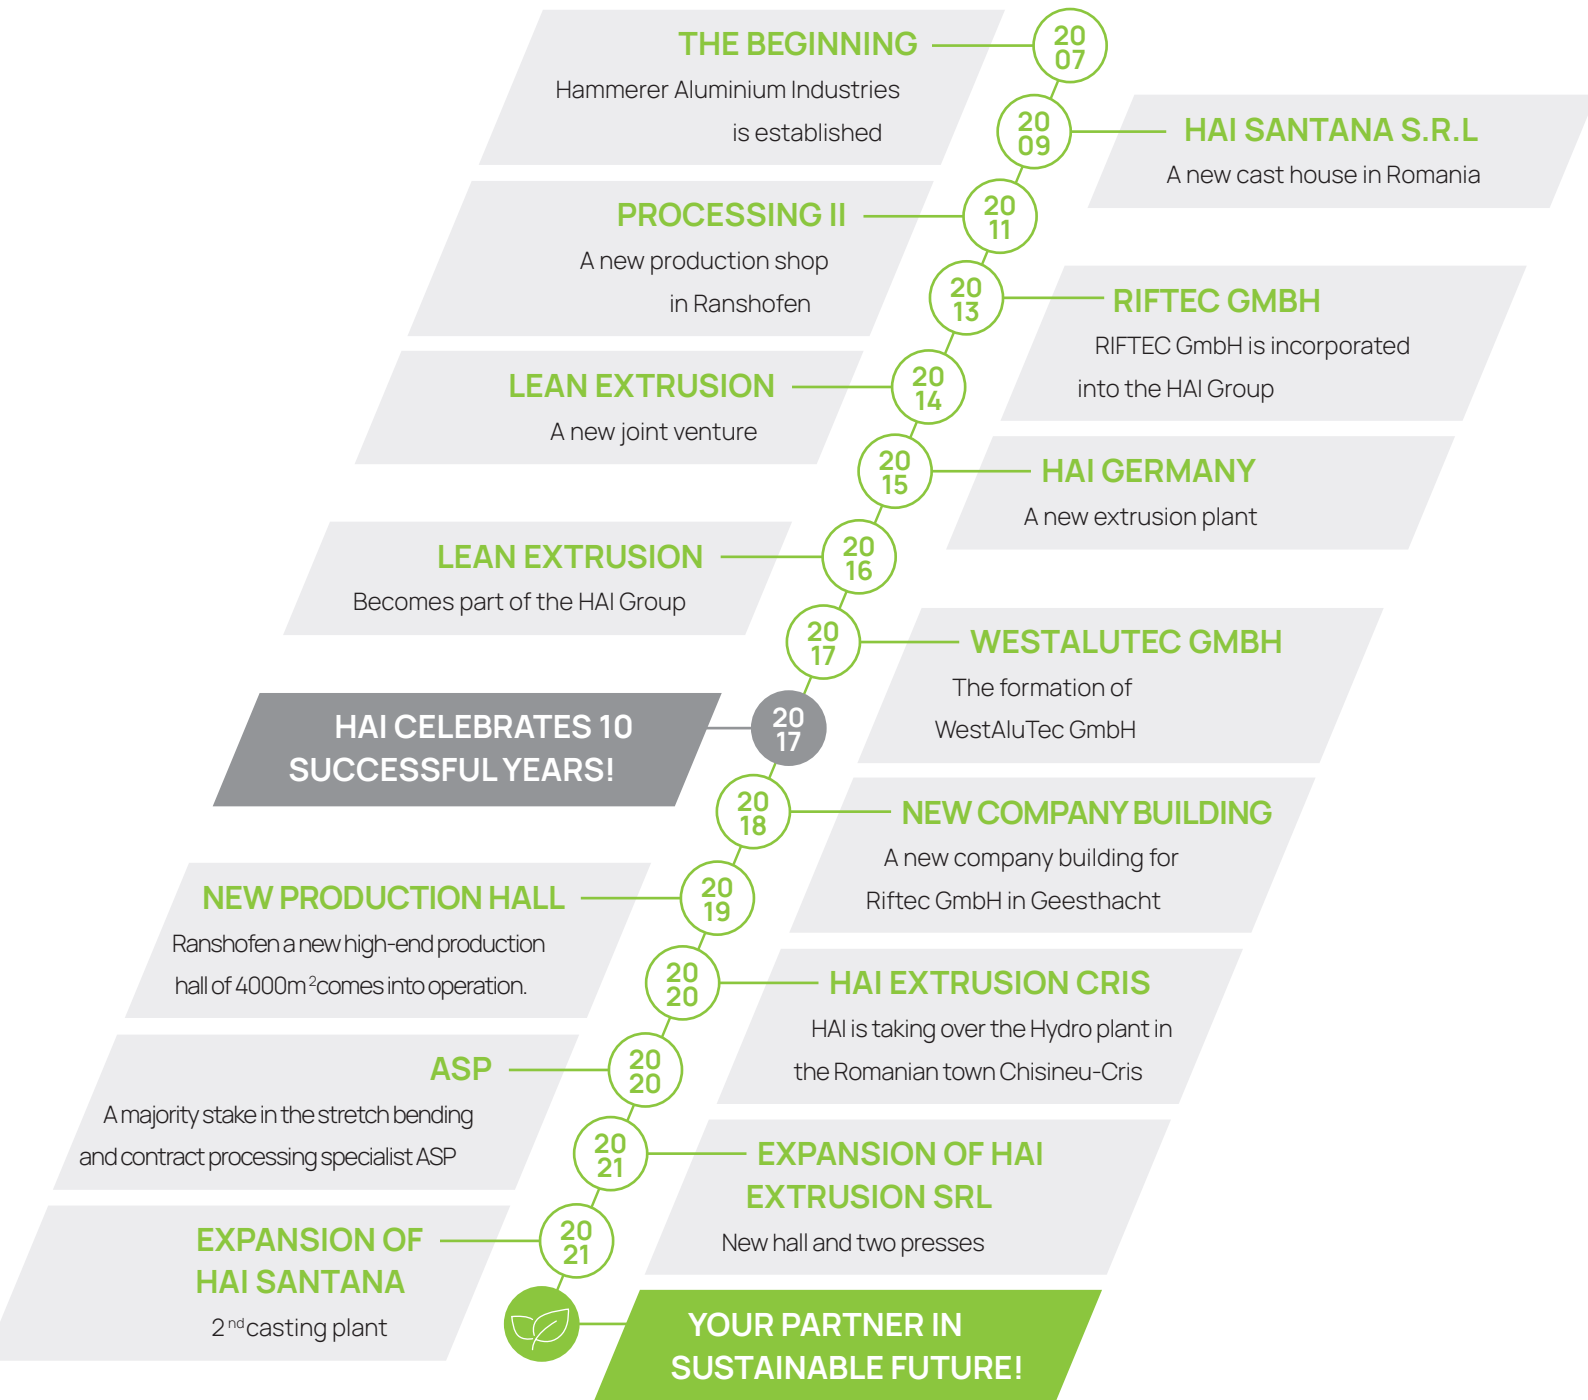 THE BEGINNING
20
07
Hammerer Aluminium Industries
is established
20
09
HAI SANTANA S.R.L
A new cast house in Romania
PROCESSING II
20
11
A new production shop
in Ranshofen
20
13
RIFTEC GMBH
RIFTEC GmbH is incorporated
into the HAI Group
LEAN EXTRUSION
20
14
A new joint venture
20
15
HAI GERMANY
A new extrusion plant
LEAN EXTRUSION
20
16
Becomes part of the HAI Group
20
17
WESTALUTEC GMBH
The formation of
WestAluTec GmbH
HAI CELEBRATES 10
SUCCESSFUL YEARS!
20
17
20
18
NEW COMPANY BUILDING
A new company building for
Riftec GmbH in Geesthacht
NEW PRODUCTION HALL
20
19
Ranshofen a new high-end production
hall of 4000m² comes into operation.
20
20
HAI EXTRUSION CRIS
HAI is taking over the Hydro plant in
the Romanian town Chisineu-Cris
ASP
20
20
A majority stake in the stretch bending
and contract processing specialist ASP
20
21
EXPANSION OF HAI
EXTRUSION SRL
New hall and two presses
EXPANSION OF
HAI SANTANA
20
21
2nd casting plant
YOUR PARTNER IN
SUSTAINABLE FUTURE!